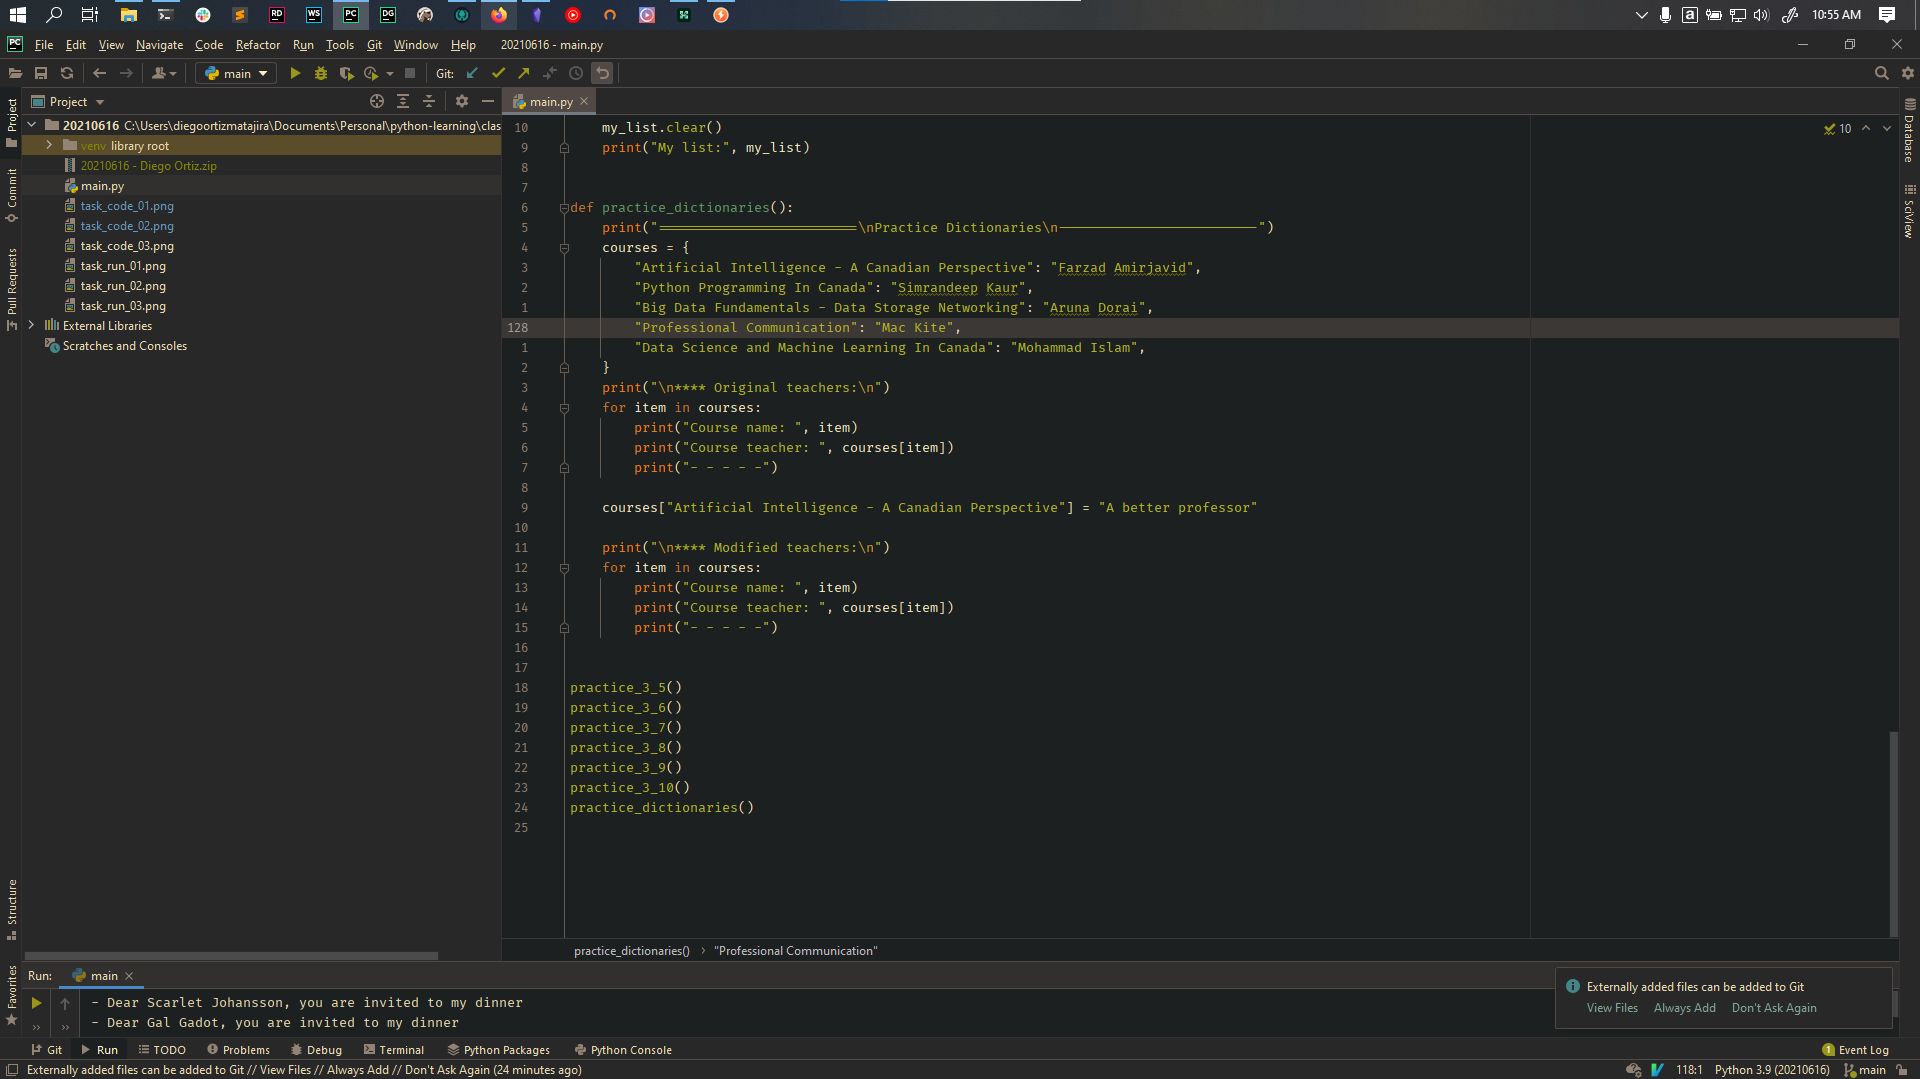 10:55 AM
File Edit View Navigate Code Refactor Run Tools Git Window Help 20210616 - main.py
main Git:
Project
main.py
20210616 C:\Users\diegoortizmatajira\Documents\Personal\python-learning\clas
venv library root
20210616 - Diego Ortiz.zip
main.py
task_code_01.png
task_code_02.png
task_code_03.png
task_run_01.png
task_run_02.png
task_run_03.png
External Libraries
Scratches and Consoles
Project
Commit
Pull Requests
Structure
Favorites
10 my_list.clear()
9 print("My list:", my_list)
8
7
6 def practice_dictionaries():
5 print("=========================\nPractice Dictionaries\n-------------------------")
4 courses = {
3 "Artificial Intelligence - A Canadian Perspective": "Farzad Amirjavid",
2 "Python Programming In Canada": "Simrandeep Kaur",
1 "Big Data Fundamentals - Data Storage Networking": "Aruna Dorai",
128 "Professional Communication": "Mac Kite",
1 "Data Science and Machine Learning In Canada": "Mohammad Islam",
2 }
3 print("\n**** Original teachers:\n")
4 for item in courses:
5 print("Course name: ", item)
6 print("Course teacher: ", courses[item])
7 print("- - - - -")
8
9 courses["Artificial Intelligence - A Canadian Perspective"] = "A better professor"
10
11 print("\n**** Modified teachers:\n")
12 for item in courses:
13 print("Course name: ", item)
14 print("Course teacher: ", courses[item])
15 print("- - - - -")
16
17
18 practice_3_5()
19 practice_3_6()
20 practice_3_7()
21 practice_3_8()
22 practice_3_9()
23 practice_3_10()
24 practice_dictionaries()
25
10
Database
SciView
practice_dictionaries() › "Professional Communication"
Run: main
- Dear Scarlet Johansson, you are invited to my dinner
- Dear Gal Gadot, you are invited to my dinner
Externally added files can be added to Git
View Files Always Add Don't Ask Again
Git Run TODO Problems Debug Terminal Python Packages Python Console
1 Event Log
Externally added files can be added to Git // View Files // Always Add // Don't Ask Again (24 minutes ago)
118:1 Python 3.9 (20210616) main